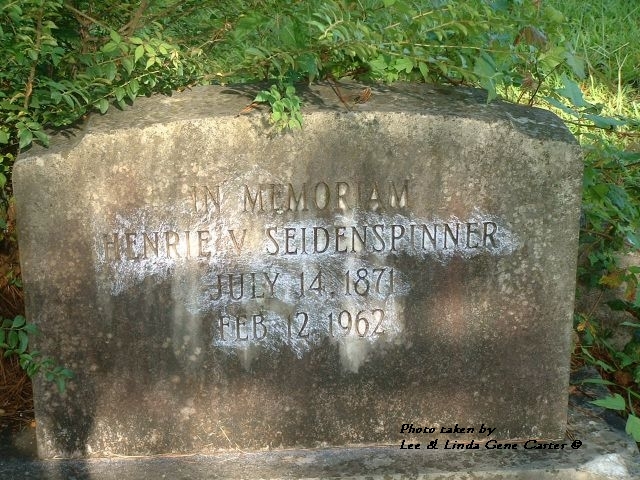 IN MEMORIAM
HENRIE V SEIDENSPINNER
JULY 14, 1871
FEB 12, 1962
Photo taken by
Lee & Linda Gene Carter ©